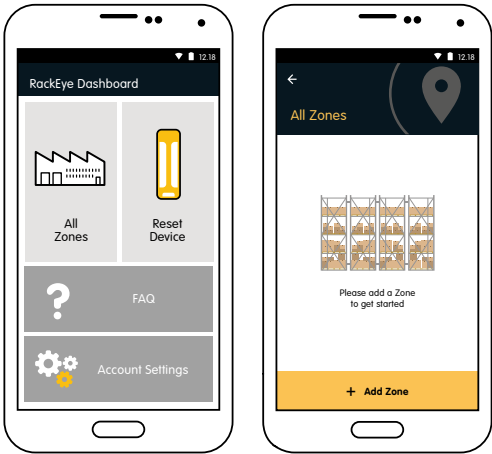 12.18
RackEye Dashboard
All
Zones
Reset
Device
FAQ
Account Settings
12.18
All Zones
Please add a Zone
to get started
+ Add Zone